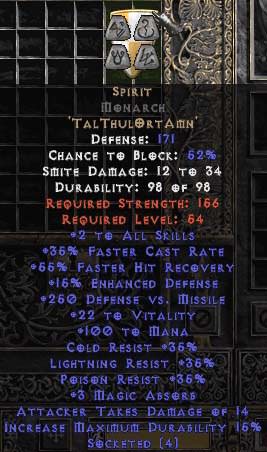 Spirit
Monarch
'TalThulOrtAmn'
Defense: 171
Chance to Block: 52%
Smite Damage: 12 to 34
Durability: 98 of 98
Required Strength: 156
Required Level: 54
+2 to All Skills
+35% Faster Cast Rate
+55% Faster Hit Recovery
+15% Enhanced Defense
+250 Defense vs. Missile
+22 to Vitality
+100 to Mana
Cold Resist +35%
Lightning Resist +35%
Poison Resist +35%
+3 Magic Absorb
Attacker Takes Damage of 14
Increase Maximum Durability 15%
Socketed (4)